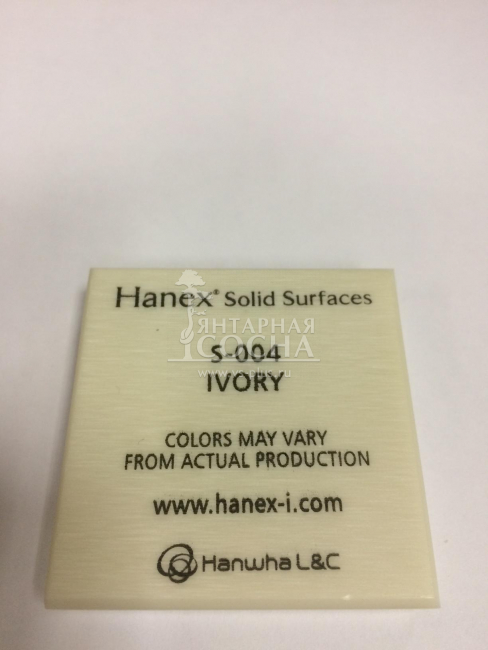 Hanex® Solid Surfaces
ЯНТАРНАЯ
СОСНА
S-004
IVORY
COLORS MAY VARY
FROM ACTUAL PRODUCTION
www.hanex-i.com
Hanwha L&C